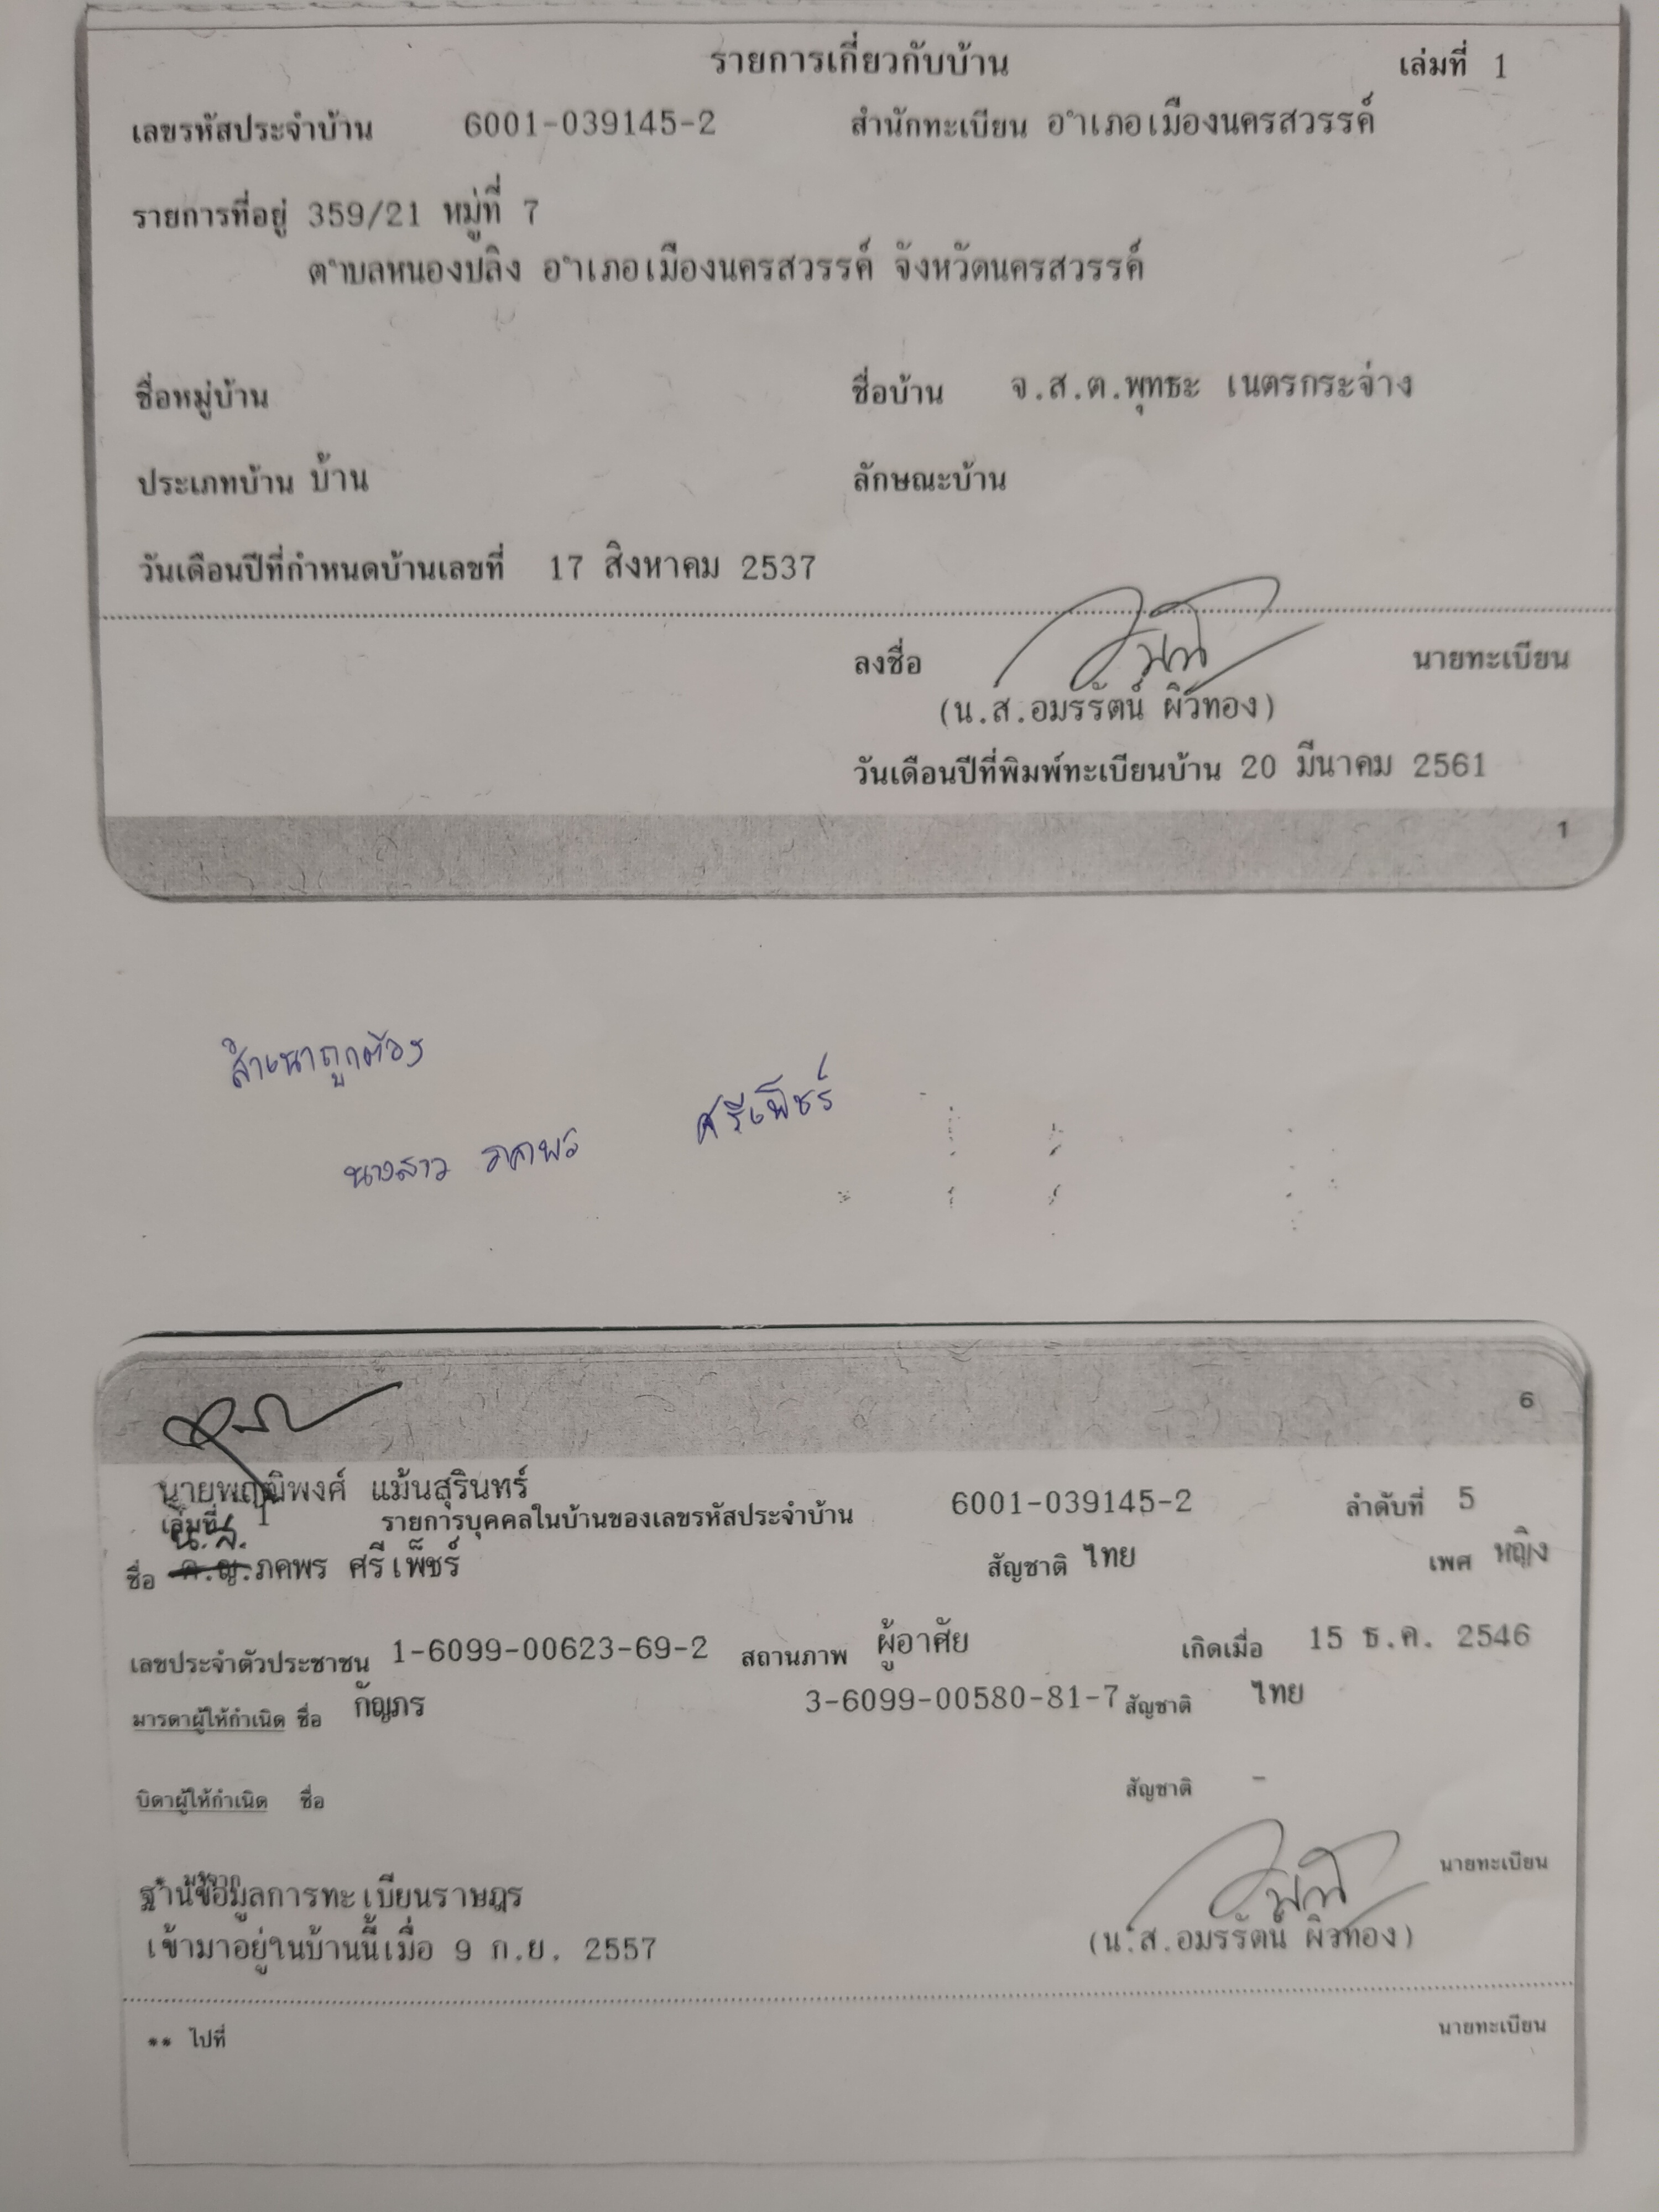 รายการเกี่ยวกับบ้าน เล่มที่ 1
เลขรหัสประจำบ้าน 6001-039145-2 สำนักทะเบียน อำเภอเมืองนครสวรรค์
รายการที่อยู่ 359/21 หมู่ที่ 7
ตำบลหนองปลิง อำเภอเมืองนครสวรรค์ จังหวัดนครสวรรค์
ชื่อหมู่บ้าน ชื่อบ้าน จ.ส.ต.พุทธะ เนตรกระจ่าง
ประเภทบ้าน บ้าน ลักษณะบ้าน
วันเดือนปีที่กำหนดบ้านเลขที่ 17 สิงหาคม 2537
ลงชื่อ นายทะเบียน
(น.ส.อมรรัตน์ ผิวทอง)
วันเดือนปีที่พิมพ์ทะเบียนบ้าน 20 มีนาคม 2561
1
สำเนาถูกต้อง
นางสาว ภคพร ศรีเพ็ชร์
6
นายพฤฒิพงศ์ แม้นสุรินทร์
เล่มที่ 1 รายการบุคคลในบ้านของเลขรหัสประจำบ้าน 6001-039145-2 ลำดับที่ 5
น.ส.
ชื่อ ด.ญ.ภคพร ศรีเพ็ชร์ สัญชาติ ไทย เพศ หญิง
เลขประจำตัวประชาชน 1-6099-00623-69-2 สถานภาพ ผู้อาศัย เกิดเมื่อ 15 ธ.ค. 2546
มารดาผู้ให้กำเนิด ชื่อ กัญภร 3-6099-00580-81-7 สัญชาติ ไทย
บิดาผู้ให้กำเนิด ชื่อ สัญชาติ -
นายทะเบียน
ฐานข้อมูลการทะเบียนราษฎร
(น.ส.อมรรัตน์ ผิวทอง)
เข้ามาอยู่ในบ้านนี้เมื่อ 9 ก.ย. 2557
** ไปที่ นายทะเบียน